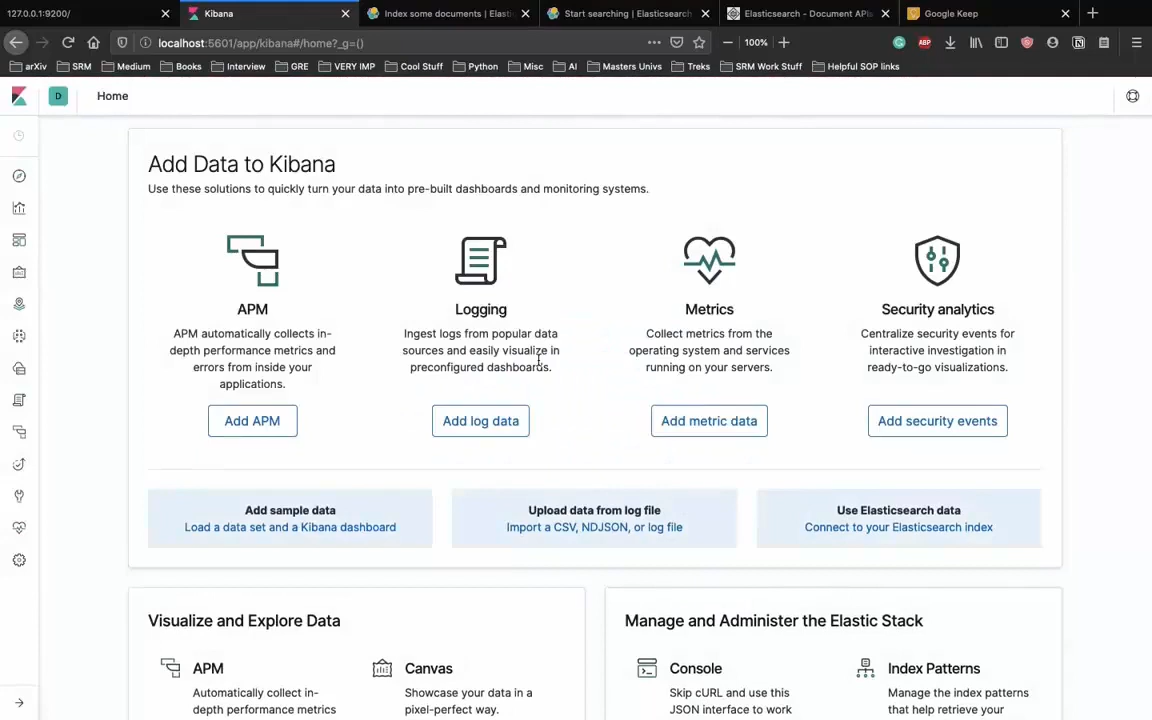 127.0.0.1:9200/
Kibana
Index some documents | Elastic
Start searching | Elasticsearch
Elasticsearch - Document APIs
Google Keep
localhost:5601/app/kibana#/home?_g=()
100%
ABP
arXiv
SRM
Medium
Books
Interview
GRE
VERY IMP
Cool Stuff
Python
Misc
AI
Masters Univs
Treks
SRM Work Stuff
Helpful SOP links
D
Home
Add Data to Kibana
Use these solutions to quickly turn your data into pre-built dashboards and monitoring systems.
APM
APM automatically collects in-
depth performance metrics and
errors from inside your
applications.
Add APM
Logging
Ingest logs from popular data
sources and easily visualize in
preconfigured dashboards.
Add log data
Metrics
Collect metrics from the
operating system and services
running on your servers.
Add metric data
Security analytics
Centralize security events for
interactive investigation in
ready-to-go visualizations.
Add security events
Add sample data
Load a data set and a Kibana dashboard
Upload data from log file
Import a CSV, NDJSON, or log file
Use Elasticsearch data
Connect to your Elasticsearch index
Visualize and Explore Data
APM
Automatically collect in-
depth performance metrics
Canvas
Showcase your data in a
pixel-perfect way.
Manage and Administer the Elastic Stack
Console
Skip cURL and use this
JSON interface to work
Index Patterns
Manage the index patterns
that help retrieve your